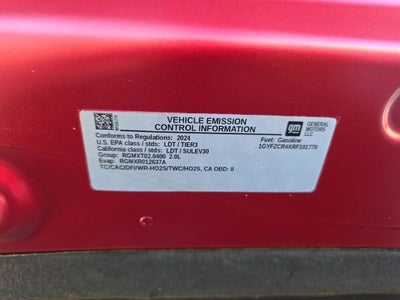 VEHICLE EMISSION
CONTROL INFORMATION
gm
GENERAL
MOTORS
LLC
Conforms to Regulations: 2024
Fuel: Gasoline
U.S. EPA class / stds: LDT / TIER3
1GYFZCR4XRF101770
California class / stds: LDT / SULEV30
Group: RGMXT02.0400 2.0L
Evap: RGMXR012637A
TC/CAC/DFI/WR-HO2S/TWC/HO2S, CA OBD: II